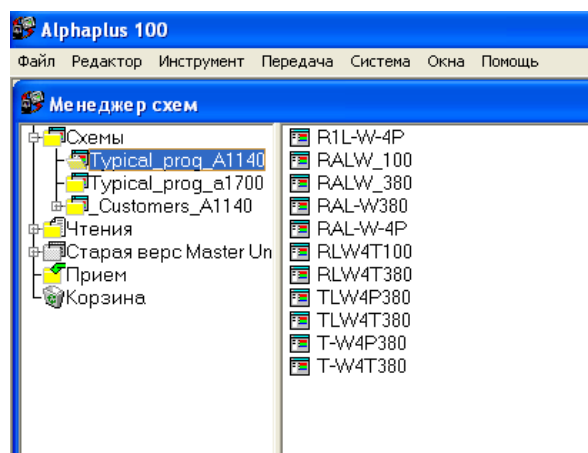 Alphaplus 100
Файл Редактор Инструмент Передача Система Окна Помощь
Менеджер схем
Схемы
Typical_prog_A1140
Typical_prog_a1700
_Customers_A1140
Чтения
Старая верс Master Un
Прием
Корзина
R1L-W-4P
RALW_100
RALW_380
RAL-W380
RAL-W-4P
RLW4T100
RLW4T380
TLW4P380
TLW4T380
T-W4P380
T-W4T380